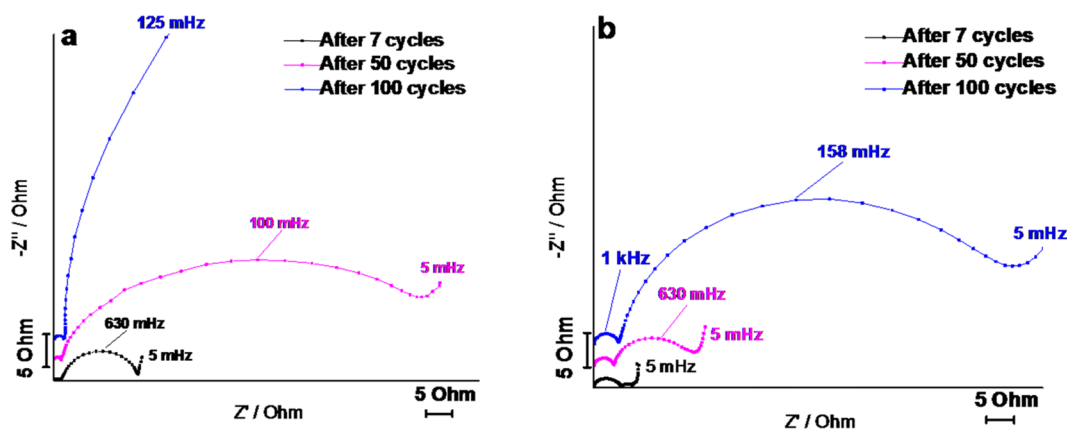 a
125 mHz
After 7 cycles
After 50 cycles
After 100 cycles
-Z'' / Ohm
100 mHz
5 mHz
630 mHz
5 mHz
5 Ohm
5 Ohm
Z' / Ohm
b
After 7 cycles
After 50 cycles
After 100 cycles
158 mHz
-Z'' / Ohm
5 mHz
1 kHz
630 mHz
5 mHz
5 mHz
5 Ohm
5 Ohm
Z' / Ohm